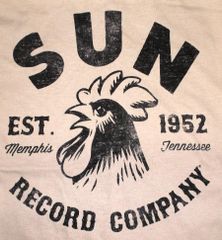 SUN
EST. 1952
Memphis Tennessee
RECORD COMPANY